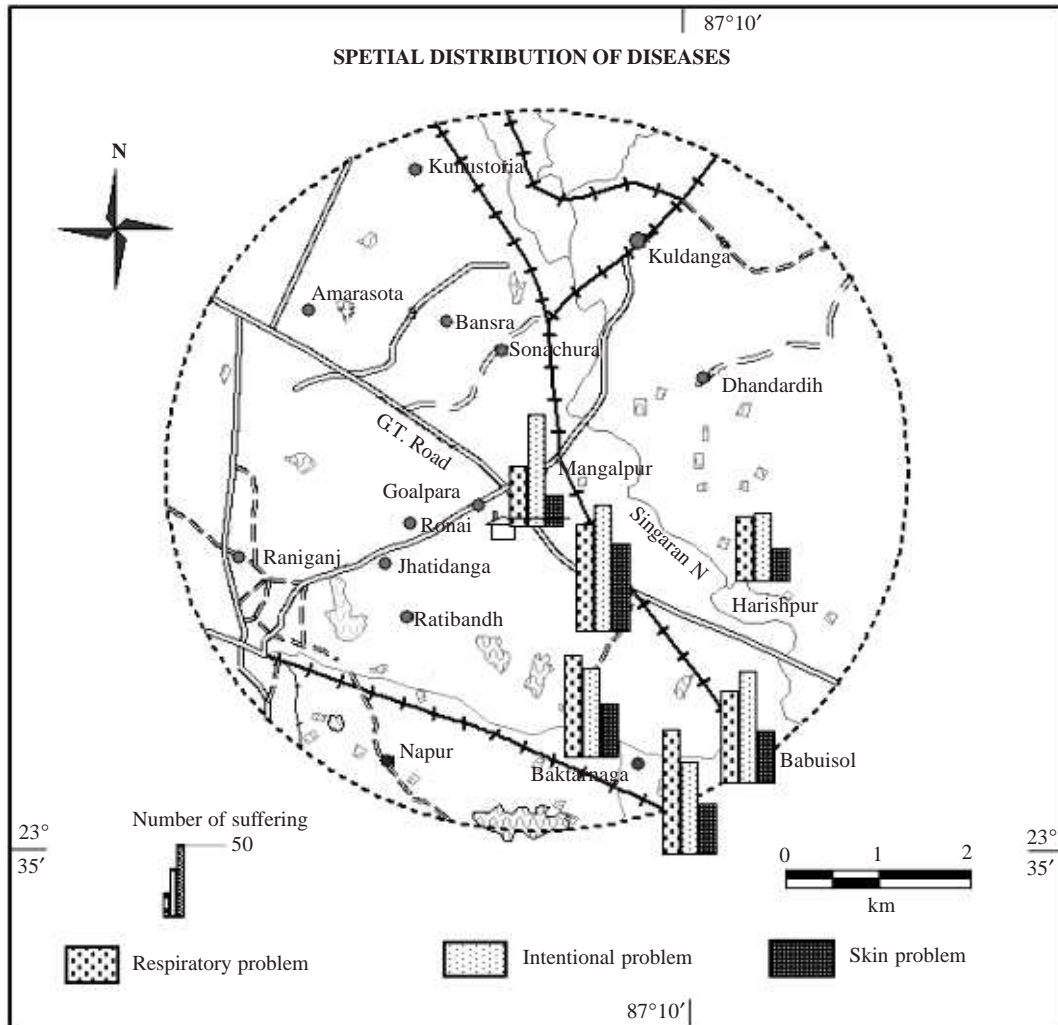 87°10′
SPETIAL DISTRIBUTION OF DISEASES
N
Kunustoria
Kuldanga
Amarasota
Bansra
Sonachura
Dhandardih
G.T. Road
Mangalpur
Goalpara
Ronai
Singaran N
Raniganj
Jhatidanga
Harishpur
Ratibandh
Napur
Baktarnaga
Babuisol
Number of suffering
50
23°
35′
23°
35′
0 1 2
km
Respiratory problem
Intentional problem
Skin problem
87°10′